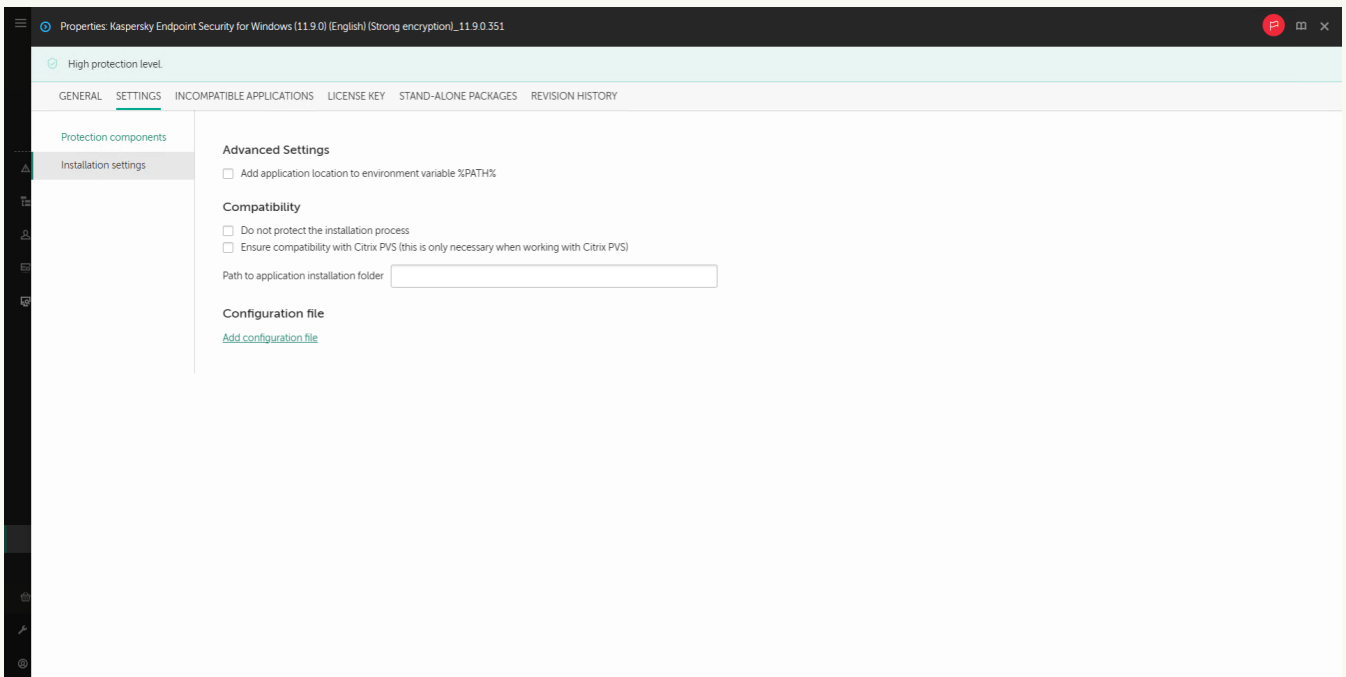 Properties: Kaspersky Endpoint Security for Windows (11.9.0) (English) (Strong encryption)_11.9.0.351
High protection level.
GENERAL SETTINGS INCOMPATIBLE APPLICATIONS LICENSE KEY STAND-ALONE PACKAGES REVISION HISTORY
Protection components
Installation settings
Advanced Settings
Add application location to environment variable %PATH%
Compatibility
Do not protect the installation process
Ensure compatibility with Citrix PVS (this is only necessary when working with Citrix PVS)
Path to application installation folder
Configuration file
Add configuration file